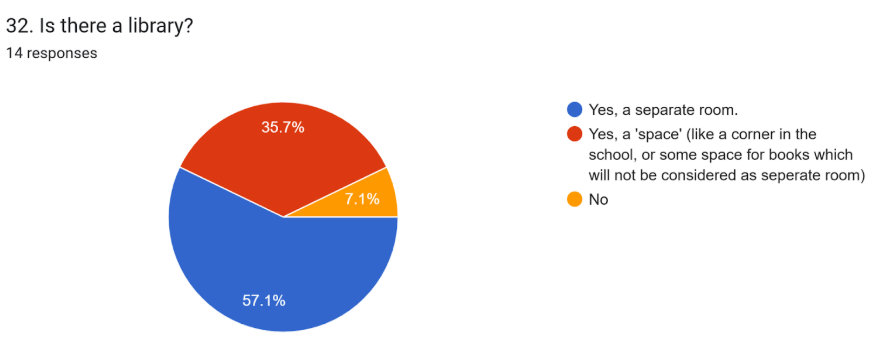 32. Is there a library?
14 responses
35.7%
7.1%
57.1%
Yes, a separate room.
Yes, a 'space' (like a corner in the
school, or some space for books which
will not be considered as seperate room)
No